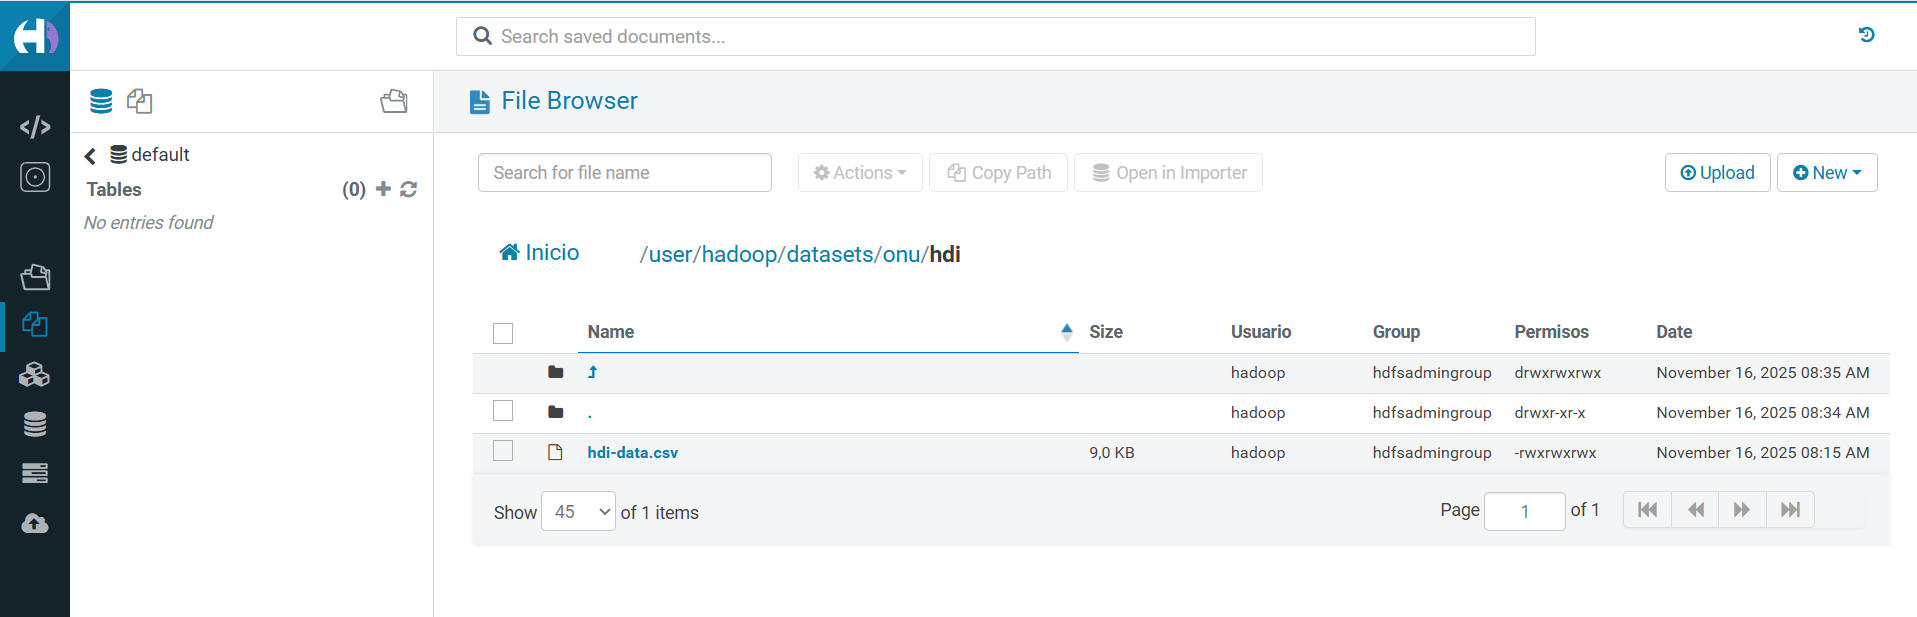 Search saved documents...
File Browser
default
Tables (0)
No entries found
Search for file name Actions Copy Path Open in Importer Upload New
Inicio /user/hadoop/datasets/onu/hdi
Name Size Usuario Group Permisos Date
hadoop hdfsadmingroup drwxrwxrwx November 16, 2025 08:35 AM
. hadoop hdfsadmingroup drwxr-xr-x November 16, 2025 08:34 AM
hdi-data.csv 9,0 KB hadoop hdfsadmingroup -rwxrwxrwx November 16, 2025 08:15 AM
Show 45 of 1 items Page 1 of 1